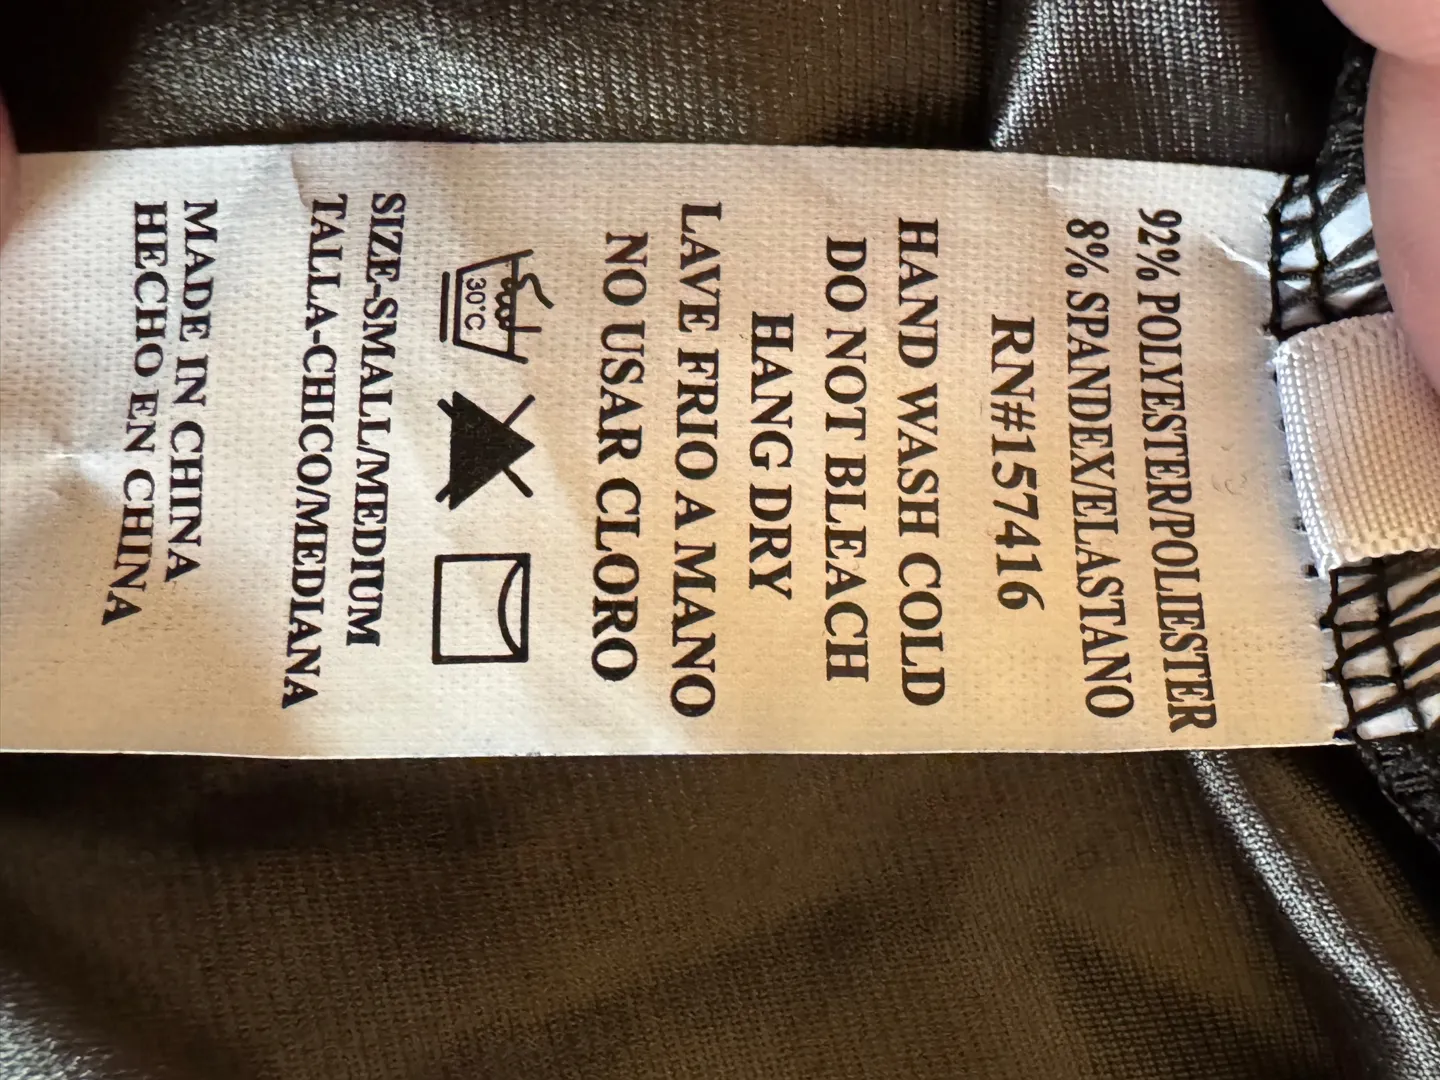 92% POLYESTER/POLIESTER
8% SPANDEX/ELASTANO
RN#157416
HAND WASH COLD
DO NOT BLEACH
HANG DRY
LAVE FRIO A MANO
NO USAR CLORO
30°C
SIZE-SMALL/MEDIUM
TALLA-CHICO/MEDIANA
MADE IN CHINA
HECHO EN CHINA